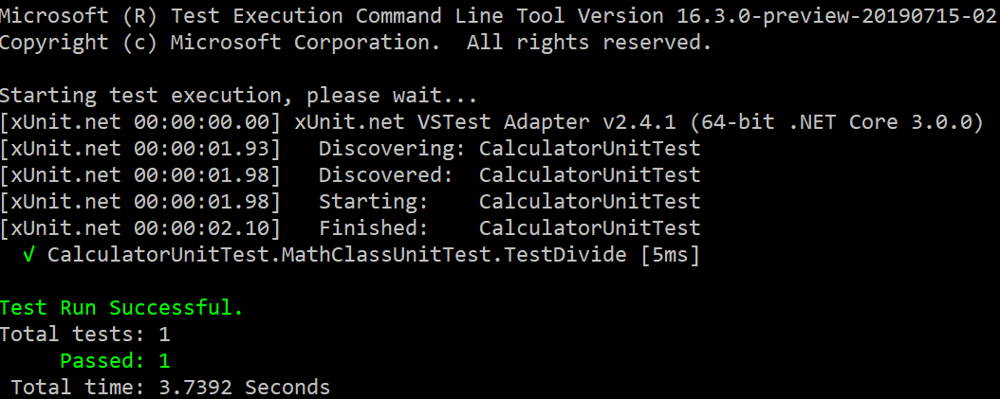 Microsoft (R) Test Execution Command Line Tool Version 16.3.0-preview-20190715-02
Copyright (c) Microsoft Corporation.  All rights reserved.

Starting test execution, please wait...
[xUnit.net 00:00:00.00] xUnit.net VSTest Adapter v2.4.1 (64-bit .NET Core 3.0.0)
[xUnit.net 00:00:01.93]   Discovering: CalculatorUnitTest
[xUnit.net 00:00:01.98]   Discovered:  CalculatorUnitTest
[xUnit.net 00:00:01.98]   Starting:    CalculatorUnitTest
[xUnit.net 00:00:02.10]   Finished:    CalculatorUnitTest
  √ CalculatorUnitTest.MathClassUnitTest.TestDivide [5ms]

Test Run Successful.
Total tests: 1
     Passed: 1
 Total time: 3.7392 Seconds